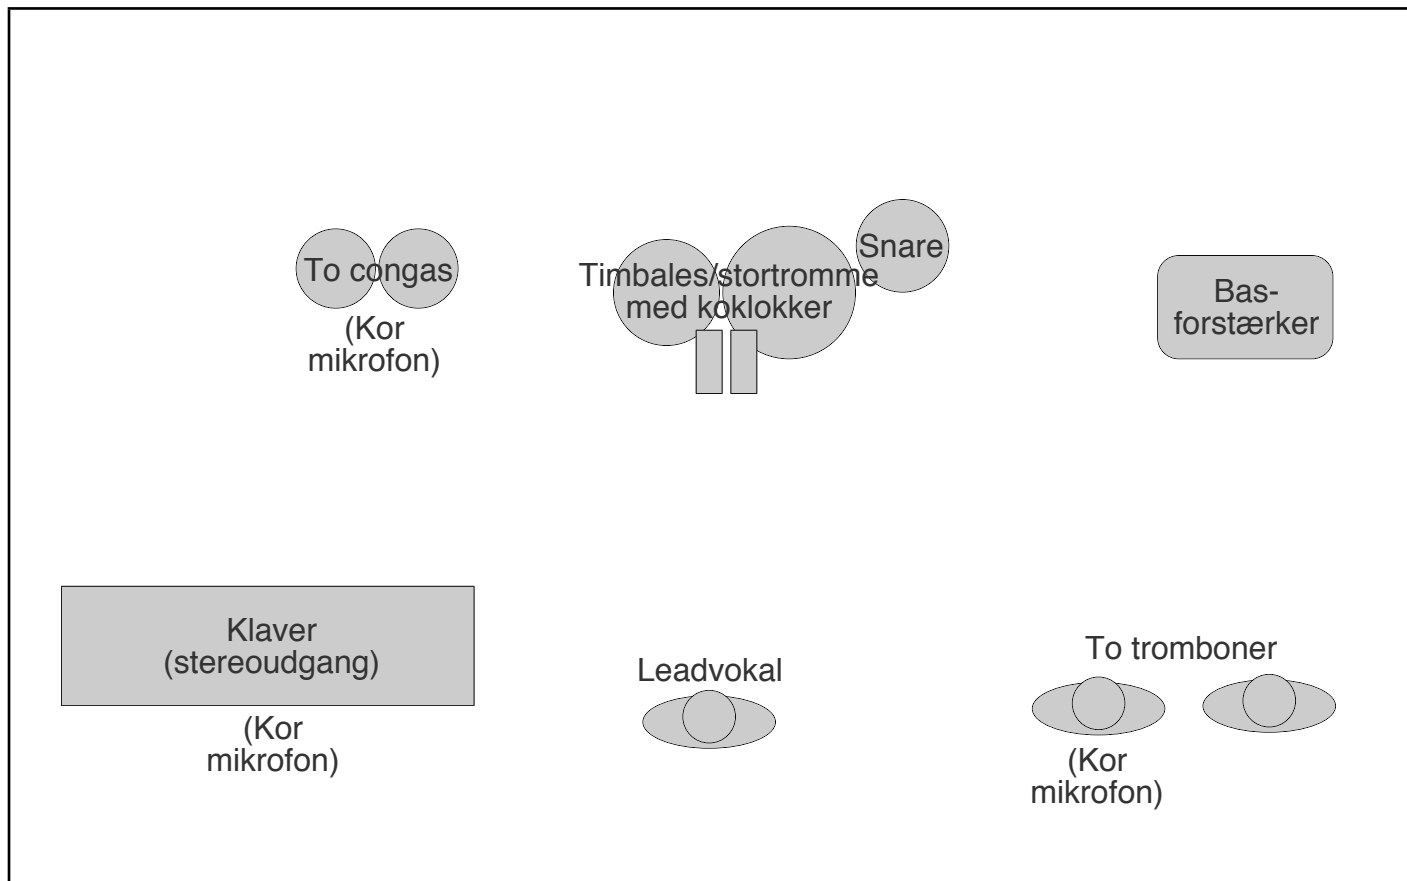 To congas
(Kor
mikrofon)
Timbales/stortromme
med koklokker
Snare
Bas-
forstærker
Klaver
(stereoudgang)
(Kor
mikrofon)
Leadvokal
To tromboner
(Kor
mikrofon)